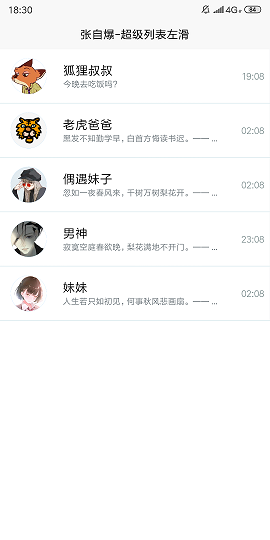 18:30
4G 84
张自爆-超级列表左滑
狐狸叔叔
今晚去吃饭吗?
19:08
老虎爸爸
黑发不知勤学早，白首方悔读书迟。—— ...
02:08
偶遇妹子
忽如一夜春风来，千树万树梨花开。—— ...
02:08
男神
寂寞空庭春欲晚，梨花满地不开门。—— ...
23:08
妹妹
人生若只如初见，何事秋风悲画扇。—— ...
02:08